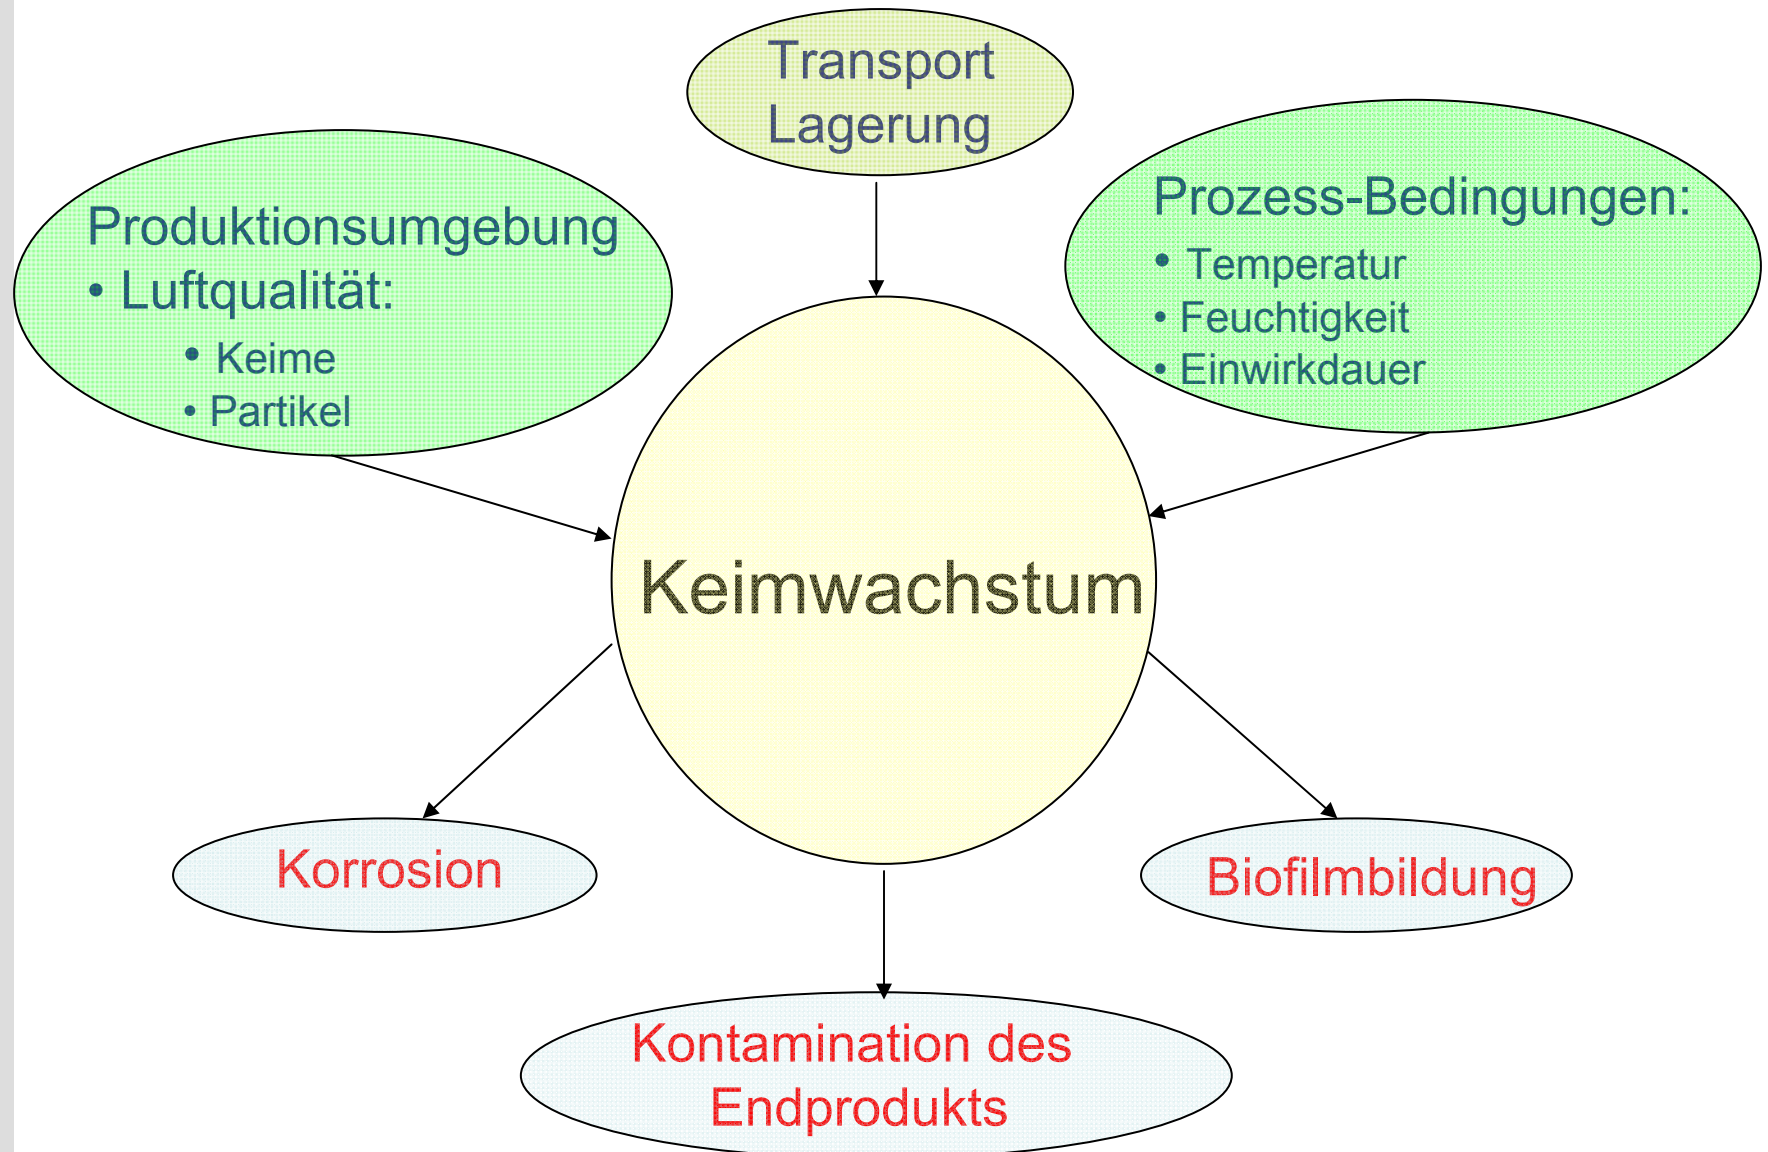 Transport
Lagerung
Produktionsumgebung
• Luftqualität:
• Keime
• Partikel
Prozess-Bedingungen:
• Temperatur
• Feuchtigkeit
• Einwirkdauer
Keimwachstum
Korrosion
Biofilmbildung
Kontamination des
Endprodukts